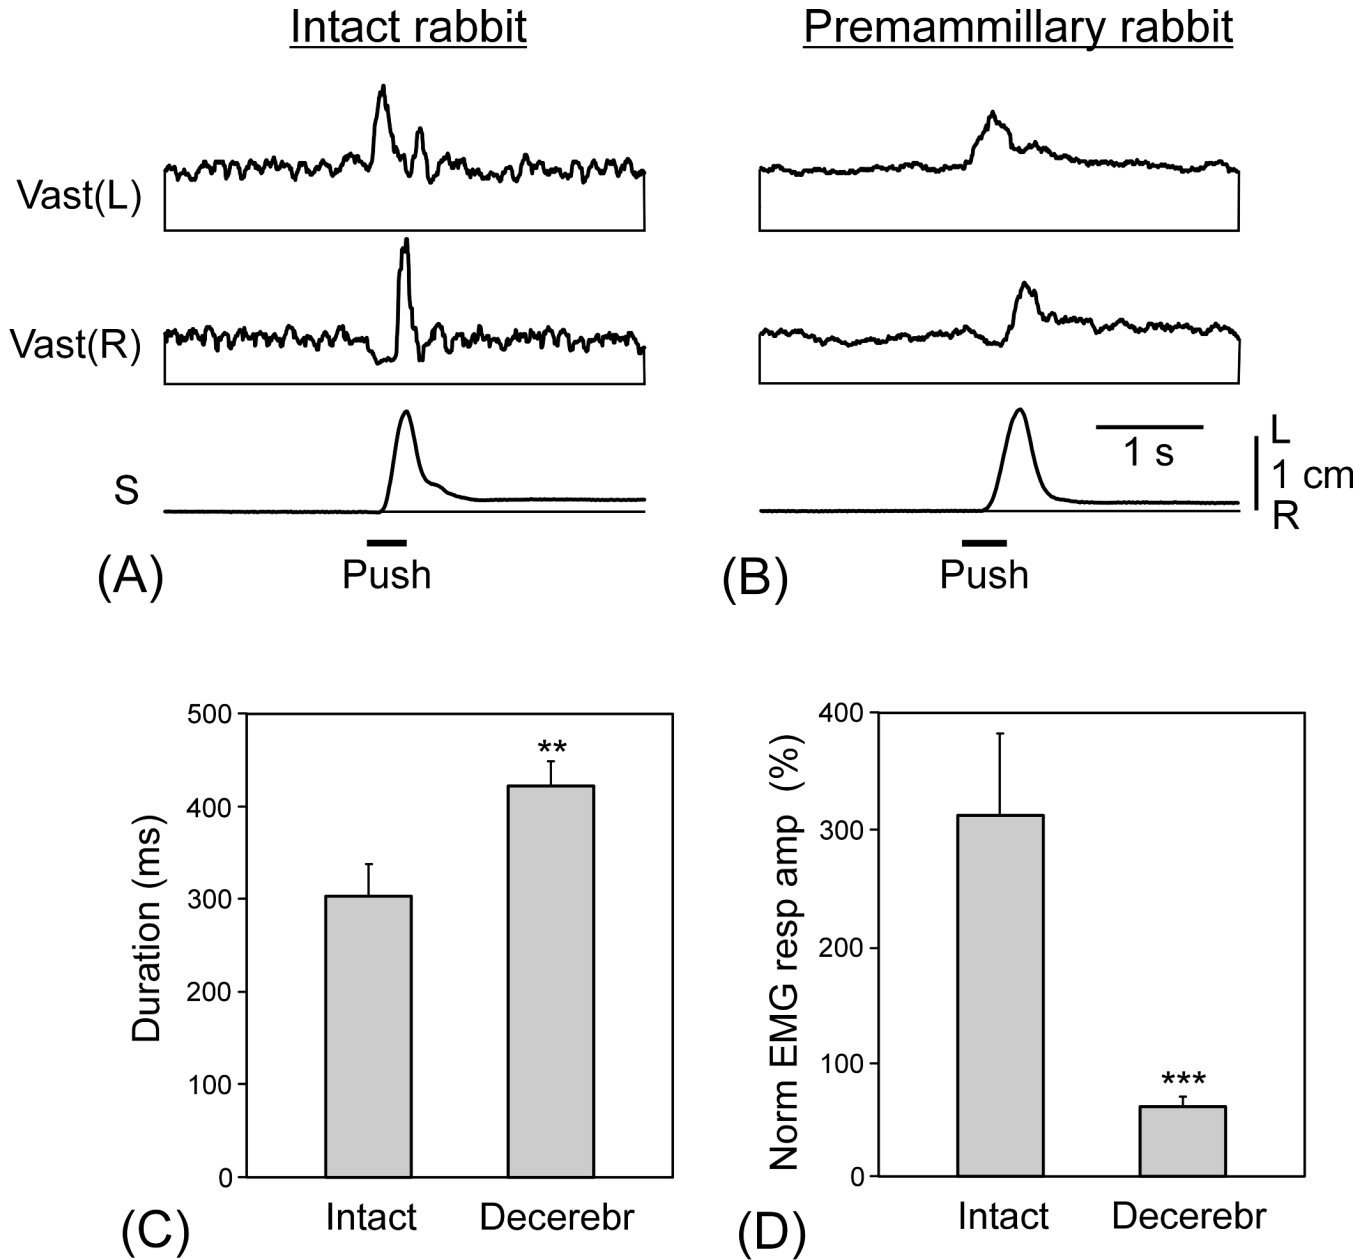 Intact rabbit
Premammillary rabbit
Vast(L)
Vast(R)
S
1 s
L
1 cm
R
Push
Push
(A)
(B)
500
400
300
200
100
0
Duration (ms)
**
Intact
Decerebr
(C)
400
300
200
100
0
Norm EMG resp amp (%)
***
Intact
Decerebr
(D)